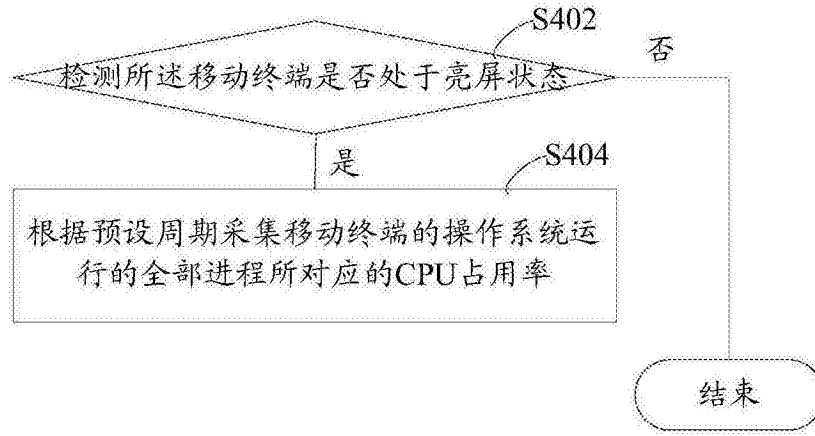 S402
检测所述移动终端是否处于亮屏状态
否
是
S404
根据预设周期采集移动终端的操作系统运
行的全部进程所对应的CPU占用率
结束